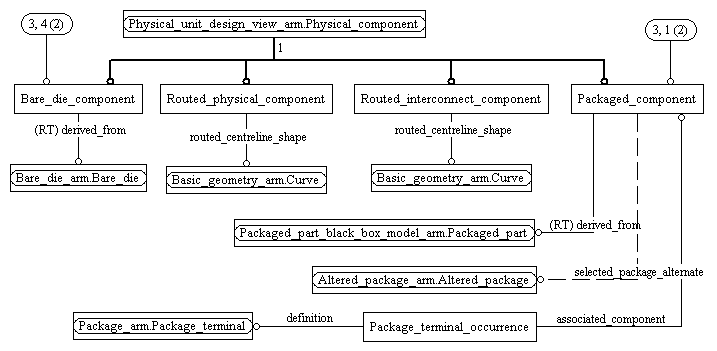 3, 4 (2)
Physical_unit_design_view_arm.Physical_component
3, 1 (2)
1
Bare_die_component
Routed_physical_component
Routed_interconnect_component
Packaged_component
(RT) derived_from
routed_centreline_shape
routed_centreline_shape
Bare_die_arm.Bare_die
Basic_geometry_arm.Curve
Basic_geometry_arm.Curve
Packaged_part_black_box_model_arm.Packaged_part
(RT) derived_from
Altered_package_arm.Altered_package
selected_package_alternate
Package_arm.Package_terminal
definition
Package_terminal_occurrence
associated_component